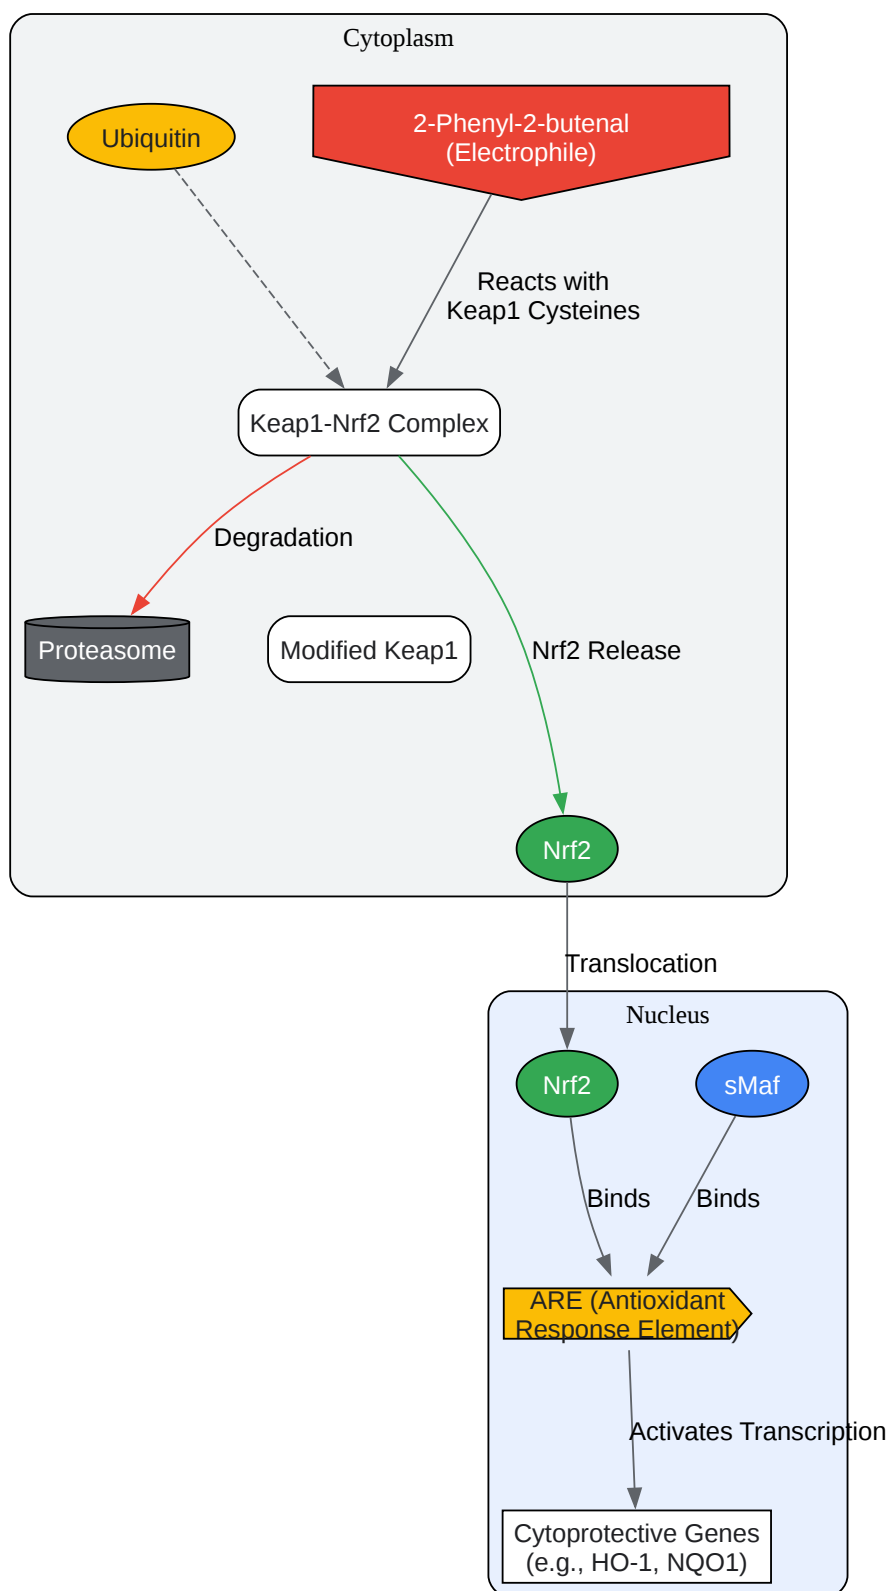 Cytoplasm
Ubiquitin
2-Phenyl-2-butenal
(Electrophile)
Reacts with
Keap1 Cysteines
Keap1-Nrf2 Complex
Degradation
Proteasome
Modified Keap1
Nrf2 Release
Nrf2
Translocation
Nucleus
Nrf2
sMaf
Binds
Binds
ARE (Antioxidant
Response Element)
Activates Transcription
Cytoprotective Genes
(e.g., HO-1, NQO1)